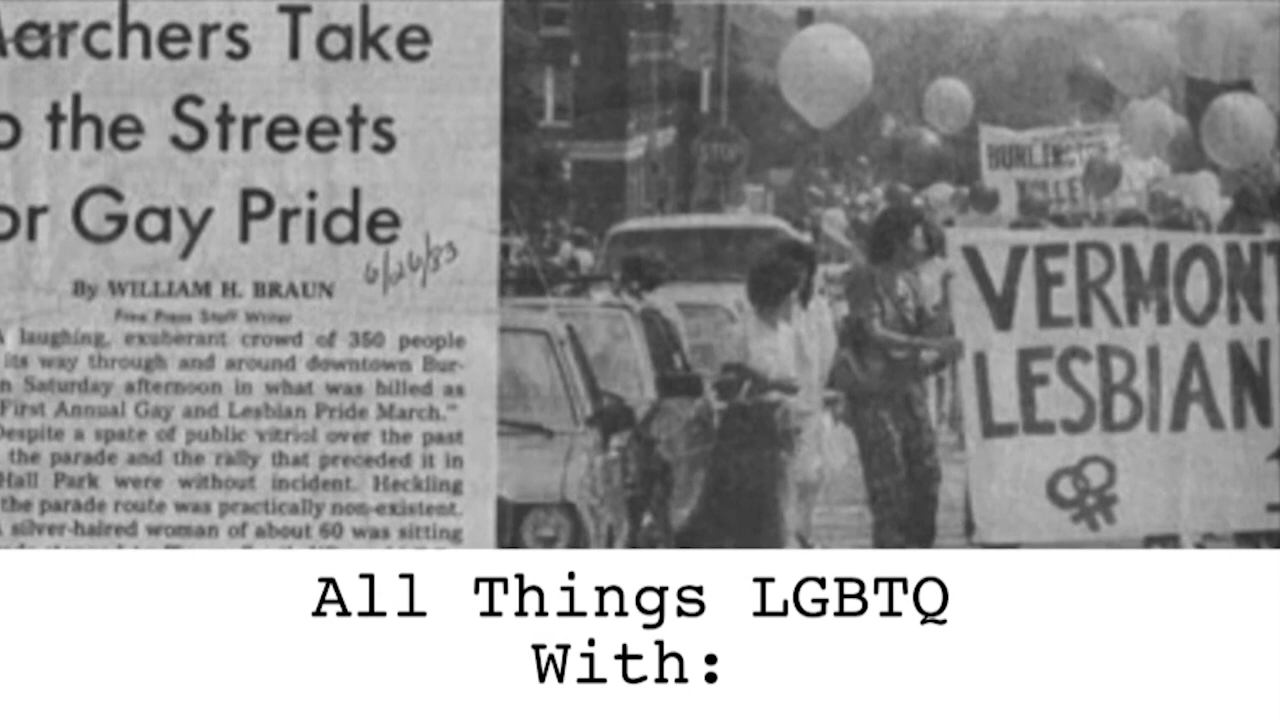 Marchers Take
o the Streets
or Gay Pride
6/26/83
By WILLIAM H. BRAUN
Free Press Staff Writer
A laughing, exuberant crowd of 350 people
its way through and around downtown Bur-
n Saturday afternoon in what was billed as
"First Annual Gay and Lesbian Pride March."
Despite a spate of public vitriol over the past
the parade and the rally that preceded it in
Hall Park were without incident. Heckling
the parade route was practically non-existent.
A silver-haired woman of about 60 was sitting
STOP
BURLINGTON
VERMONT
LESBIAN
All Things LGBTQ
With: